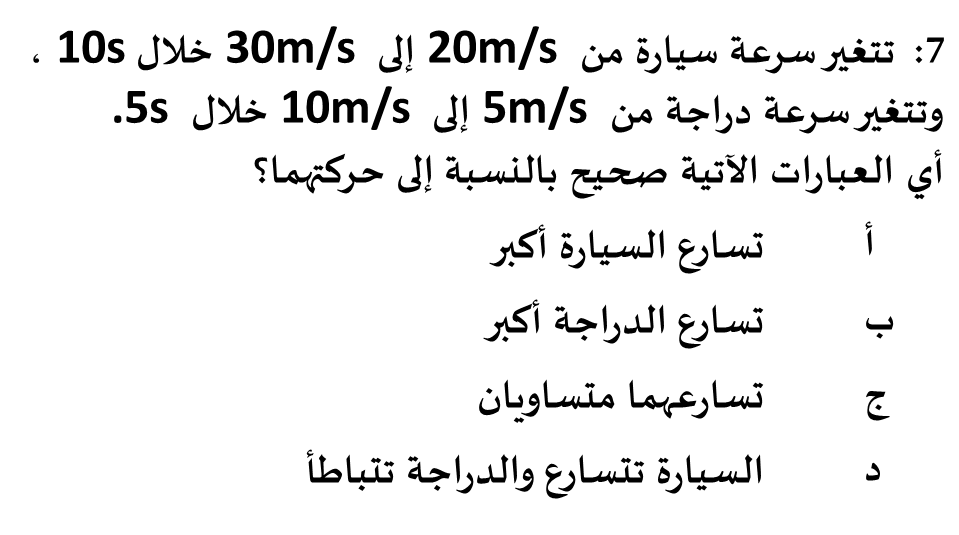 7: تتغير سرعة سيارة من 20m/s إلى 30m/s خلال 10s ،
وتتغير سرعة دراجة من 5m/s إلى 10m/s خلال 5s.
أي العبارات الآتية صحيح بالنسبة إلى حركتهما؟
أ تسارع السيارة أكبر
ب تسارع الدراجة أكبر
ج تسارعهما متساويان
د السيارة تتسارع والدراجة تتباطأ